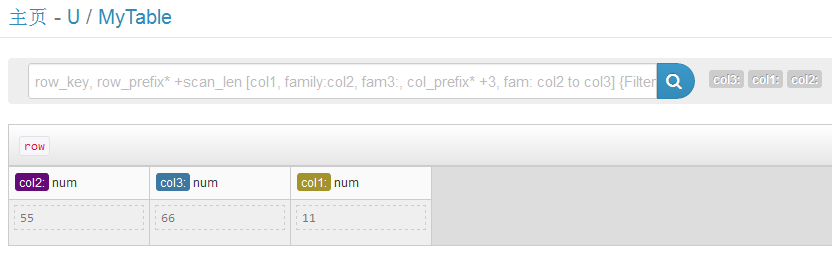 主页 - U / MyTable
row_key, row_prefix* +scan_len [col1, family:col2, fam3:, col_prefix* +3, fam: col2 to col3] {Filter
col3: col1: col2:
row
col2: num col3: num col1: num
55 66 11